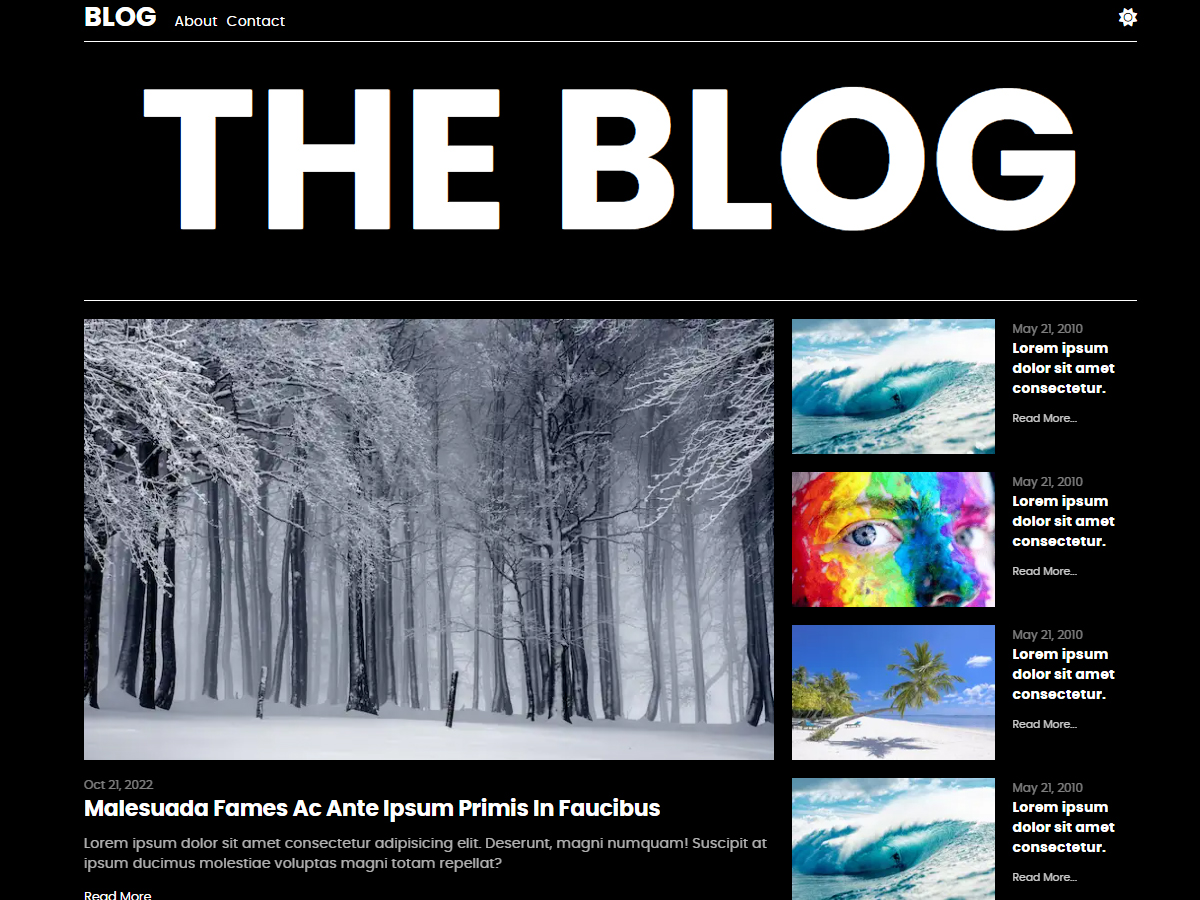 BLOG About Contact
THE BLOG
Oct 21, 2022
Malesuada Fames Ac Ante Ipsum Primis In Faucibus
Lorem ipsum dolor sit amet consectetur adipisicing elit. Deserunt, magni numquam! Suscipit at
ipsum ducimus molestiae voluptas magni totam repellat?
Read More
May 21, 2010
Lorem ipsum
dolor sit amet
consectetur.
Read More...
May 21, 2010
Lorem ipsum
dolor sit amet
consectetur.
Read More...
May 21, 2010
Lorem ipsum
dolor sit amet
consectetur.
Read More...
May 21, 2010
Lorem ipsum
dolor sit amet
consectetur.
Read More...